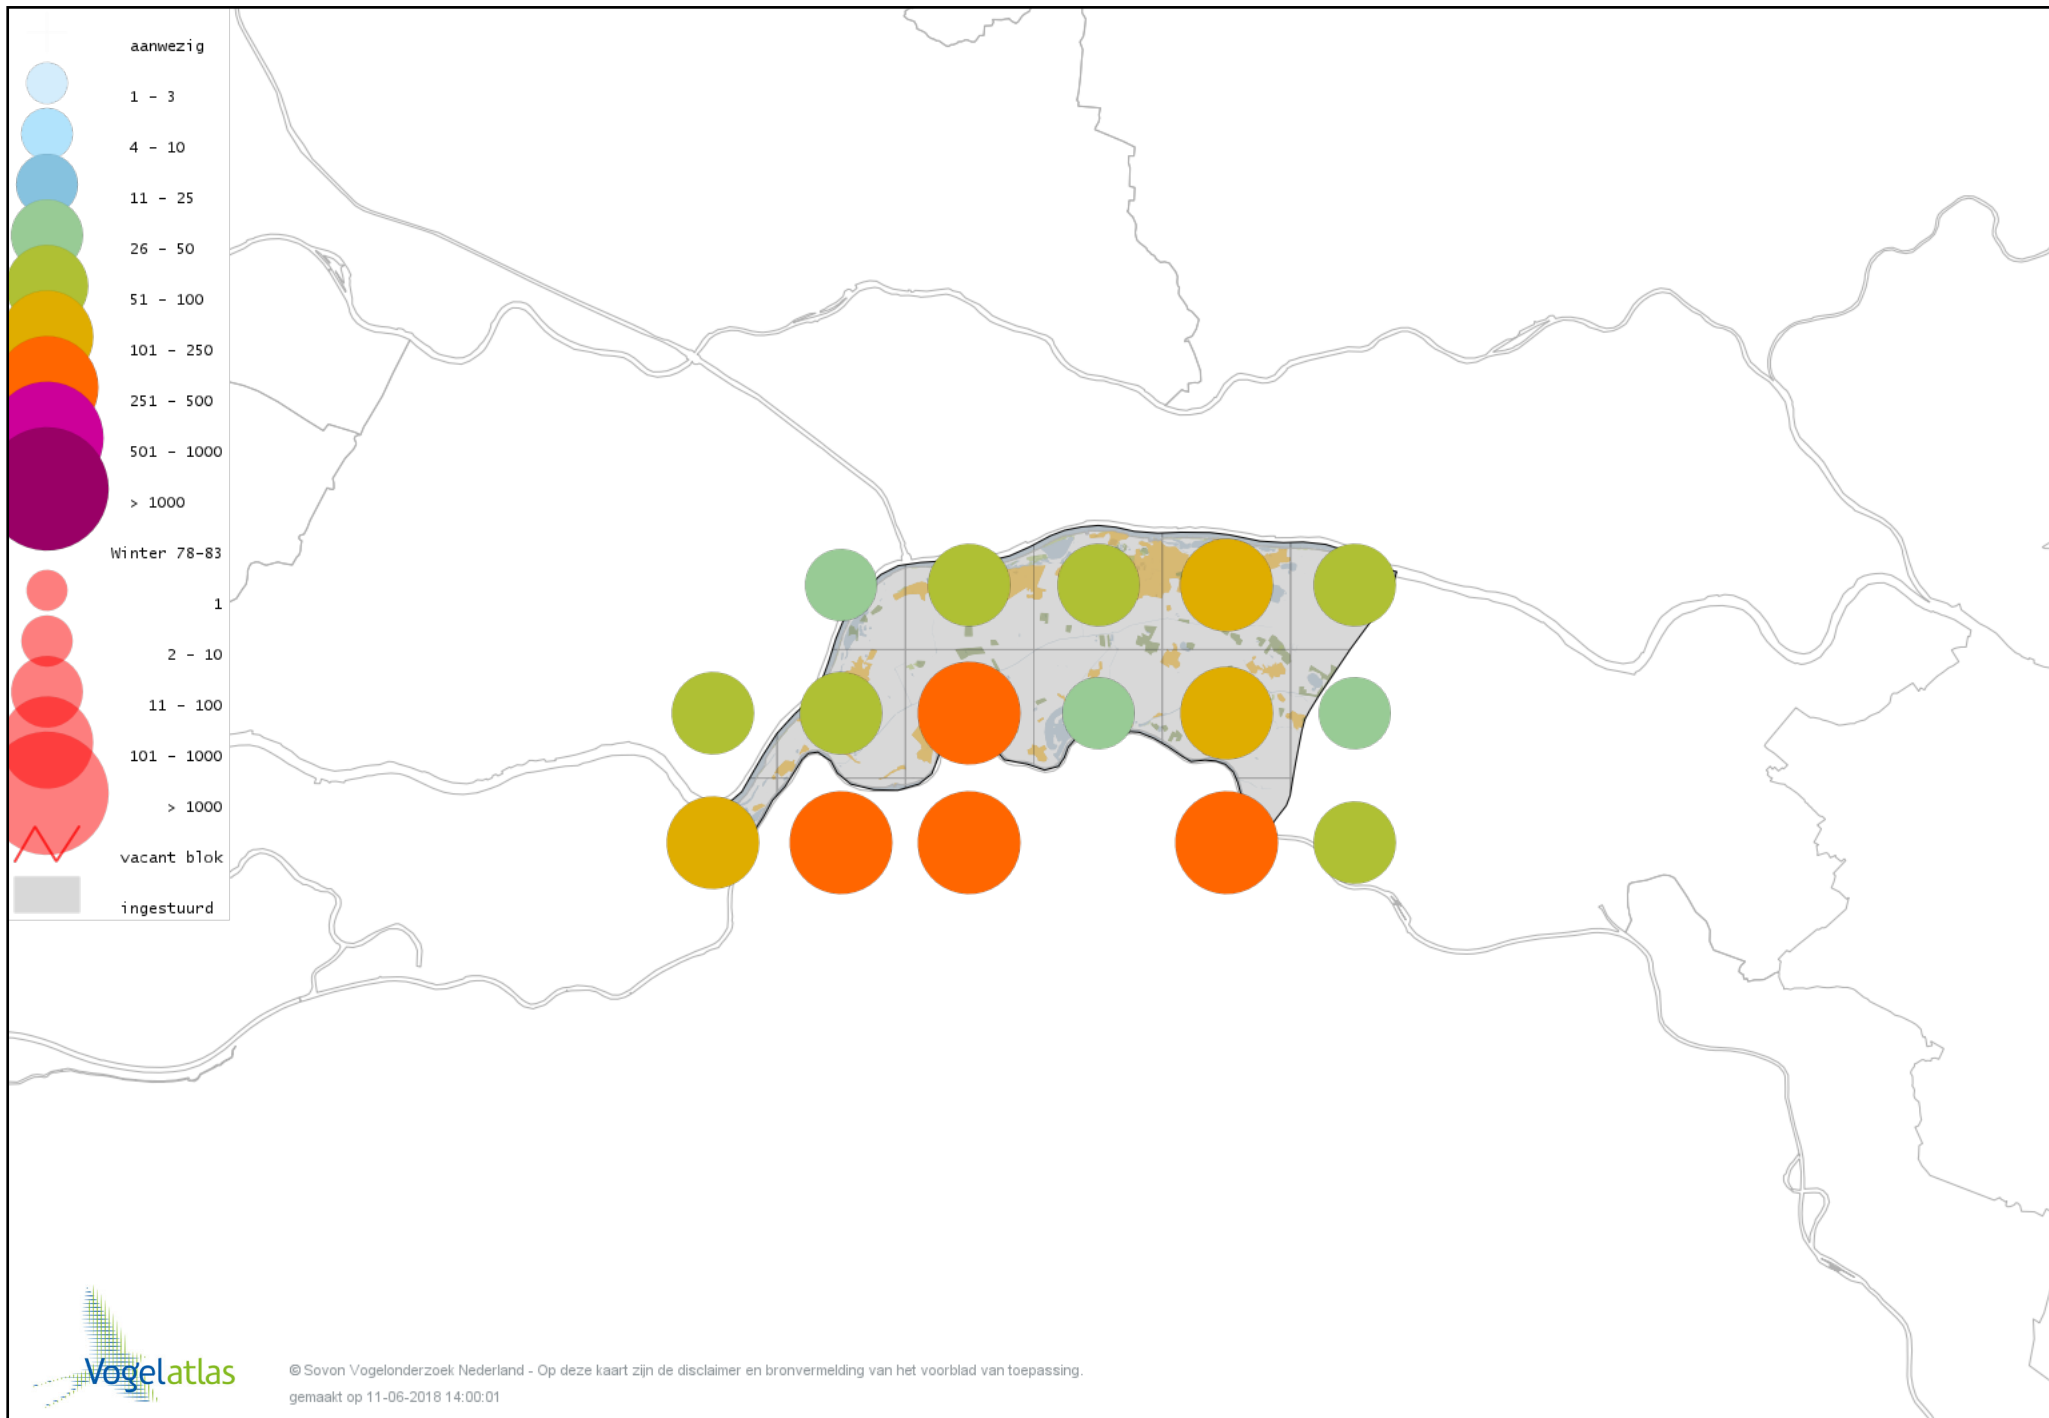 aanwezig
1 - 3
4 - 10
11 - 25
26 - 50
51 - 100
101 - 250
251 - 500
501 - 1000
> 1000
Winter 78-83
1
2 - 10
11 - 100
101 - 1000
> 1000
vacant blok
ingestuurd
Vogelatlas
© Sovon Vogelonderzoek Nederland - Op deze kaart zijn de disclaimer en bronvermelding van het voorblad van toepassing.
gemaakt op 11-06-2018 14:00:01